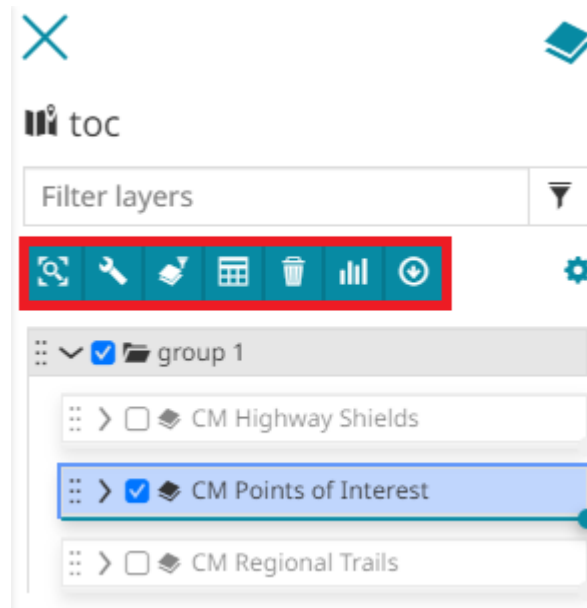 toc
Filter layers
group 1
CM Highway Shields
CM Points of Interest
CM Regional Trails